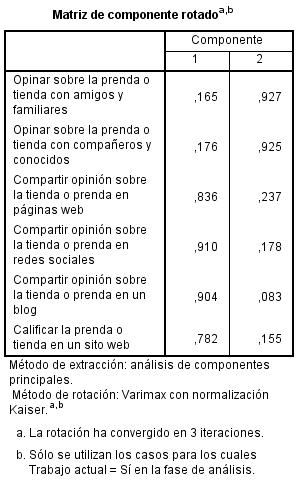 Matriz de componente rotado a,b
Componente
1 2
Opinar sobre la prenda o
tienda con amigos y ,165 ,927
familiares
Opinar sobre la prenda o
tienda con compañeros y ,176 ,925
conocidos
Compartir opinión sobre
la tienda o prenda en ,836 ,237
páginas web
Compartir opinión sobre
la tienda o prenda en ,910 ,178
redes sociales
Compartir opinión sobre
la tienda o prenda en un ,904 ,083
blog
Calificar la prenda o ,782 ,155
tienda en un sito web
Método de extracción: análisis de componentes
principales.
Método de rotación: Varimax con normalización
Kaiser. a,b
a. La rotación ha convergido en 3 iteraciones.
b. Sólo se utilizan los casos para los cuales
Trabajo actual = Sí en la fase de análisis.